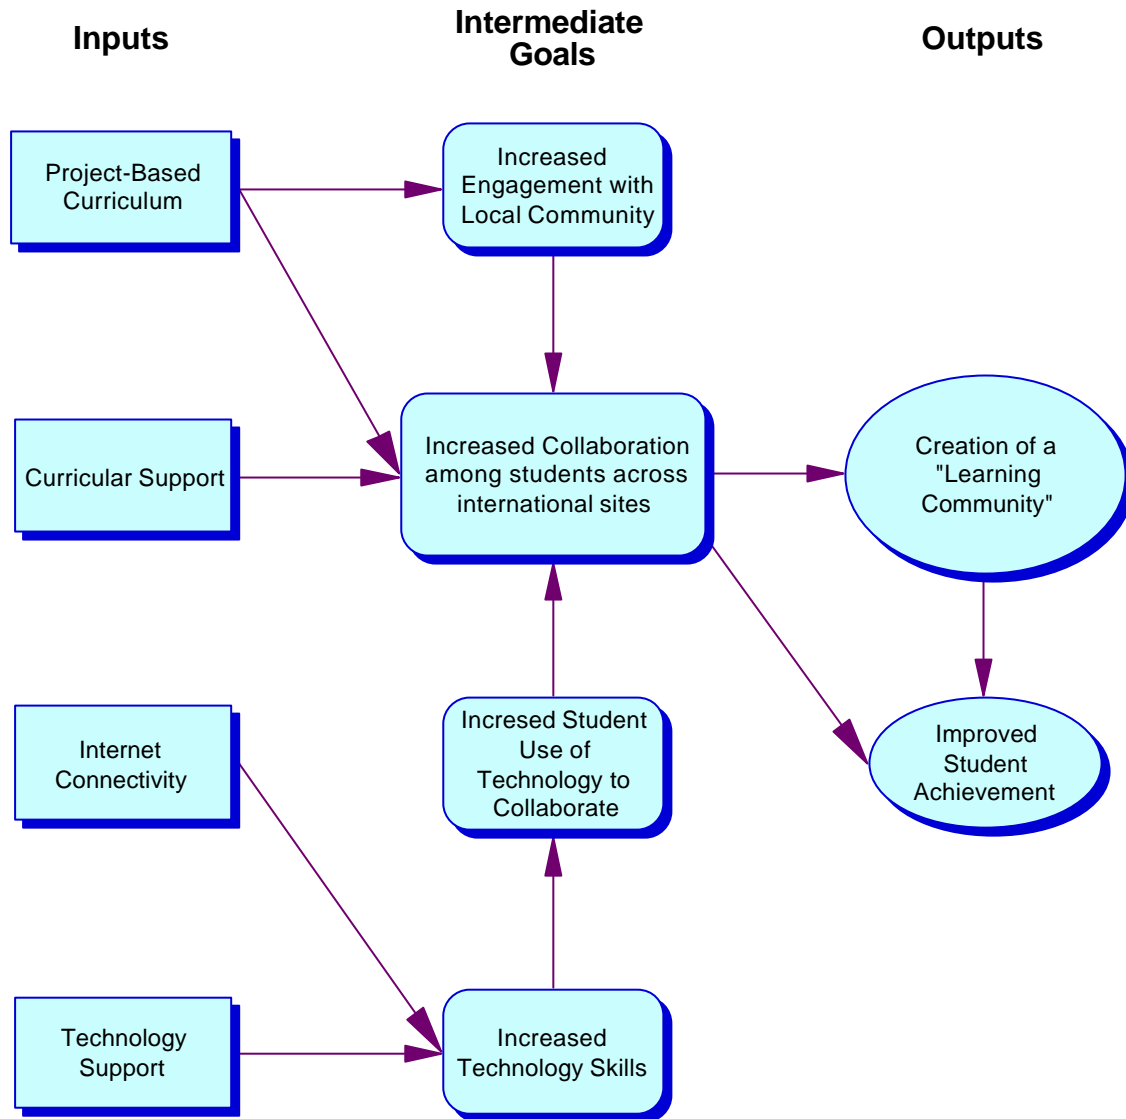 Inputs
Intermediate
Goals
Outputs
Project-Based
Curriculum
Increased
Engagement with
Local Community
Curricular Support
Increased Collaboration
among students across
international sites
Creation of a
"Learning
Community"
Internet
Connectivity
Incresed Student
Use of
Technology to
Collaborate
Improved
Student
Achievement
Technology
Support
Increased
Technology Skills